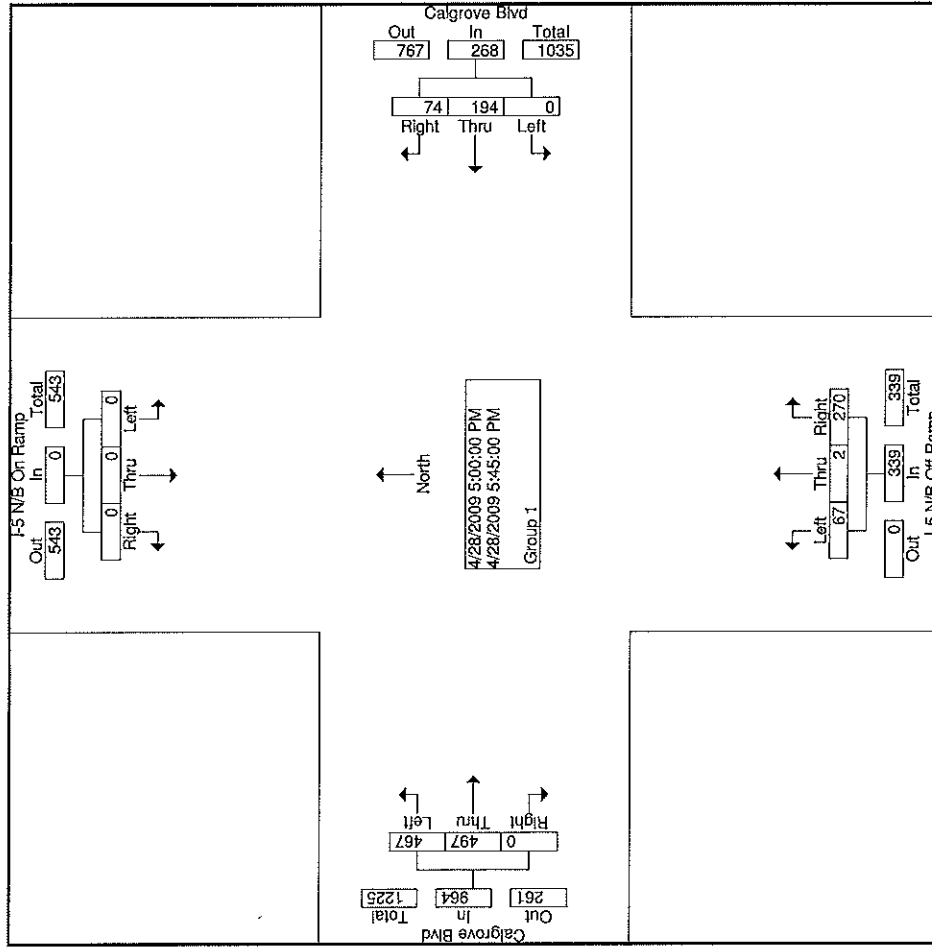 Calgrove Blvd
Out In Total
767 268 1035
74 194 0
Right Thru Left
I-5 N/B On Ramp
Out In Total
543 0 543
0 0 0
Right Thru Left
North
4/28/2009 5:00:00 PM
4/28/2009 5:45:00 PM
Group 1
Left Thru Right
67 2 270
0 339 339
Out In Total
I-5 N/B Off Ramp
Left Thru Right
467 497 0
1225 964 261
Total In Out
Calgrove Blvd